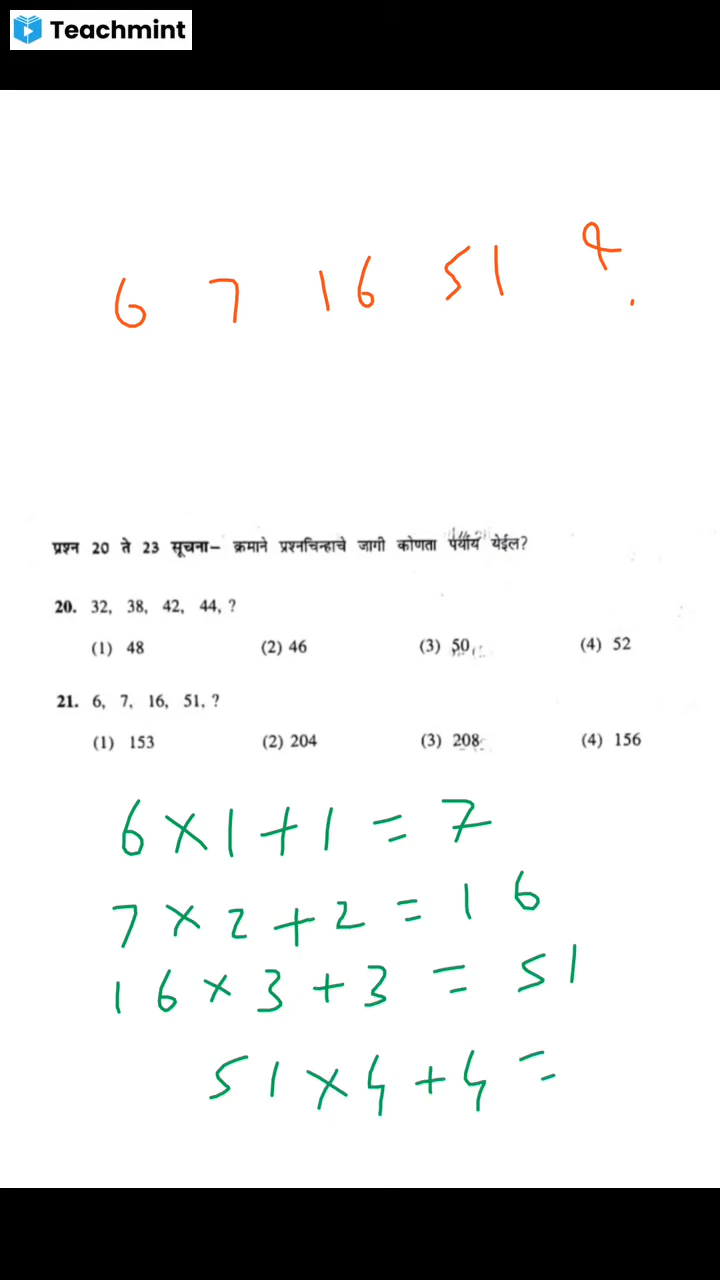 Teachmint
6 7 16 51 ?
प्रश्न 20 ते 23 सूचना– क्रमाने प्रश्नचिन्हाचे जागी कोणता पर्याय येईल?
20. 32, 38, 42, 44, ?
(1) 48 (2) 46 (3) 50 (4) 52
21. 6, 7, 16, 51, ?
(1) 153 (2) 204 (3) 208 (4) 156
6 × 1 + 1 = 7
7 × 2 + 2 = 16
16 × 3 + 3 = 51
51 × 4 + 4 =